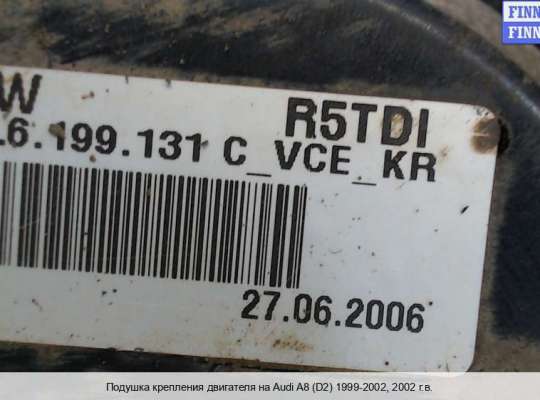 FINN
FINN
W R5TDI
.6.199.131 C_VCE_KR
27.06.2006
Подушка крепления двигателя на Audi A8 (D2) 1999-2002, 2002 г.в.